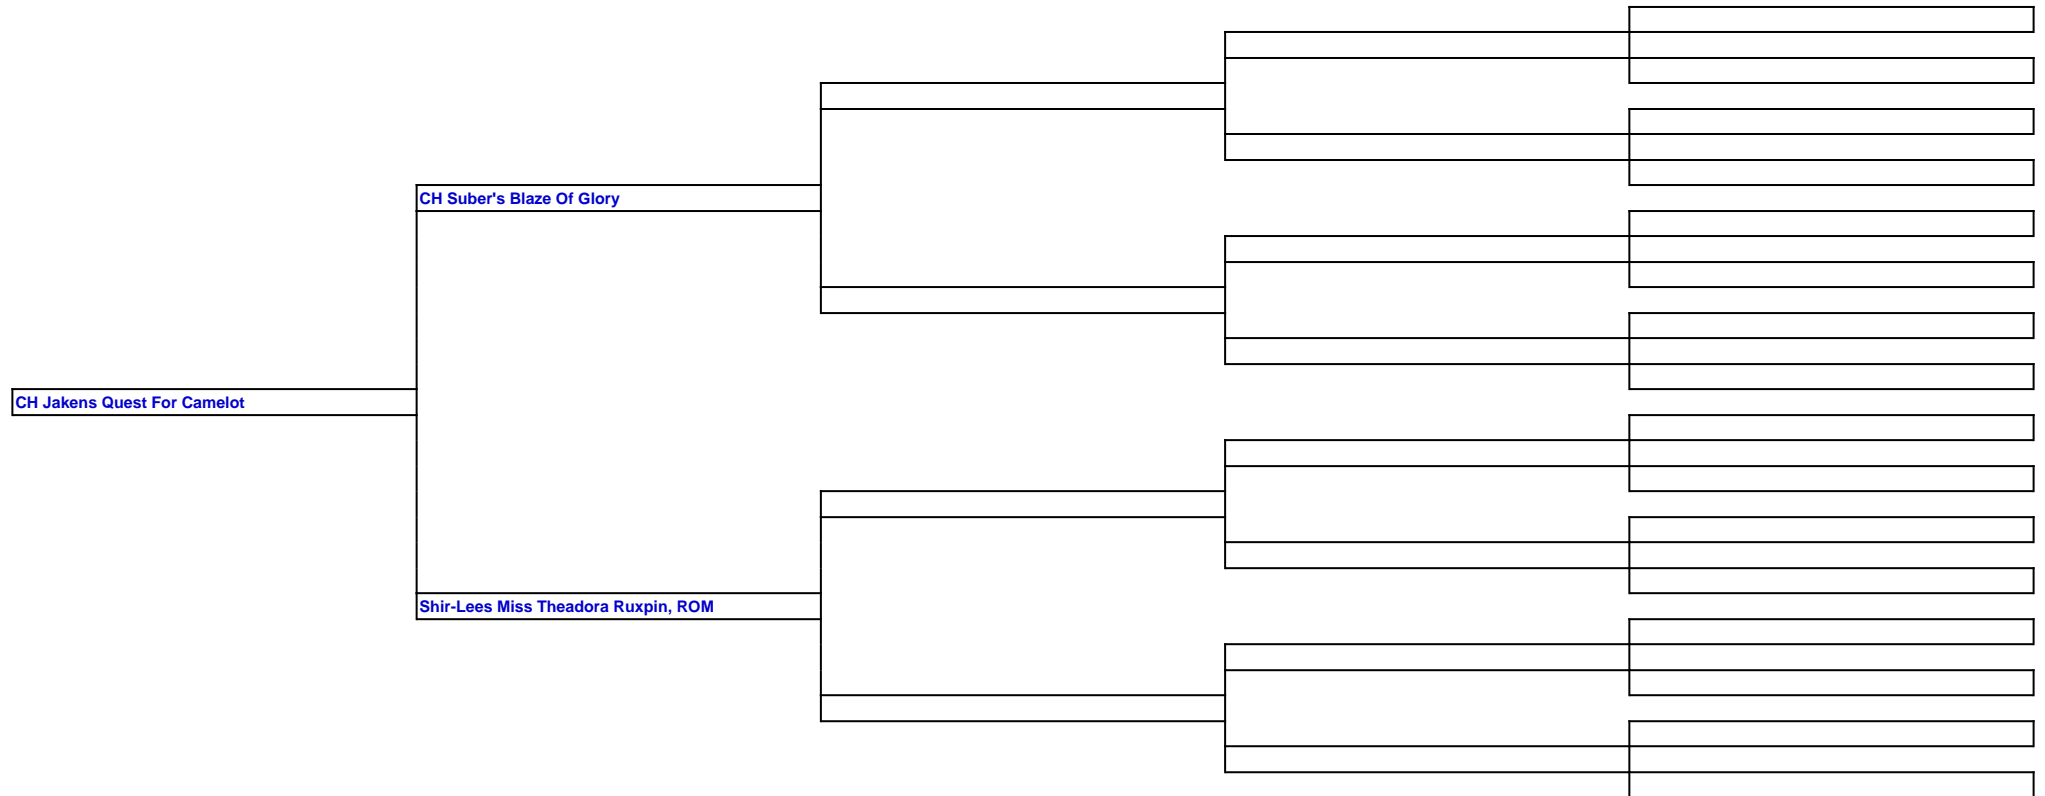 CH Suber's Blaze Of Glory
CH Jakens Quest For Camelot
Shir-Lees Miss Theadora Ruxpin, ROM